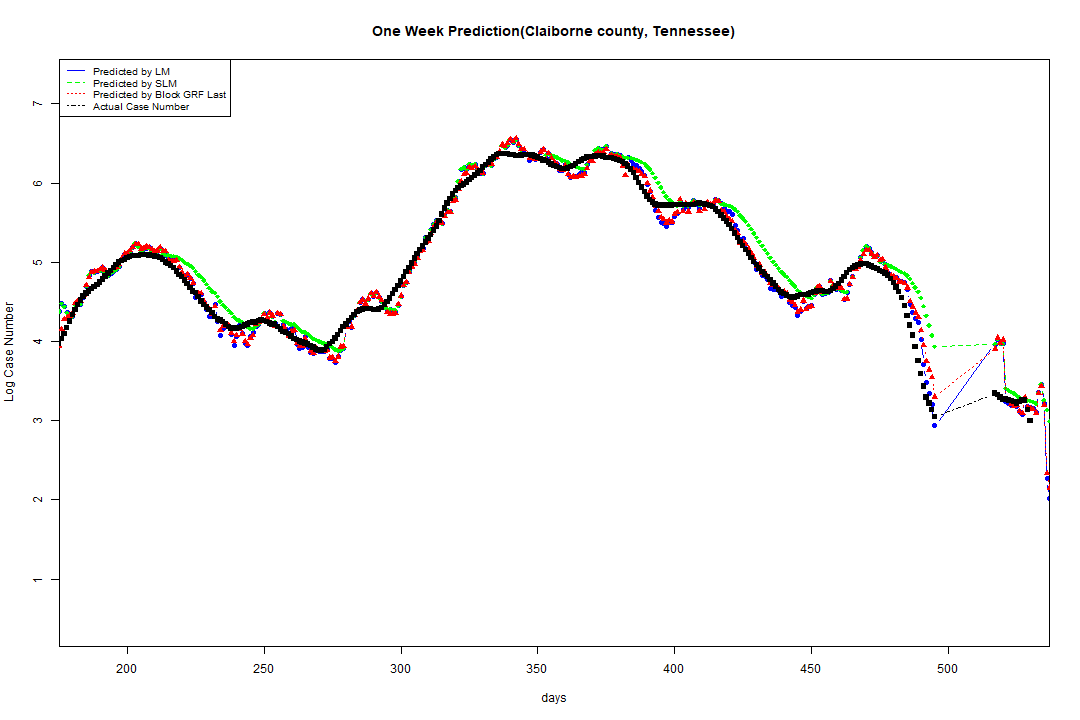 One Week Prediction(Claiborne county, Tennessee)
Predicted by LM
Predicted by SLM
Predicted by Block GRF Last
Actual Case Number
7
6
5
4
3
2
1
Log Case Number
200 250 300 350 400 450 500
days